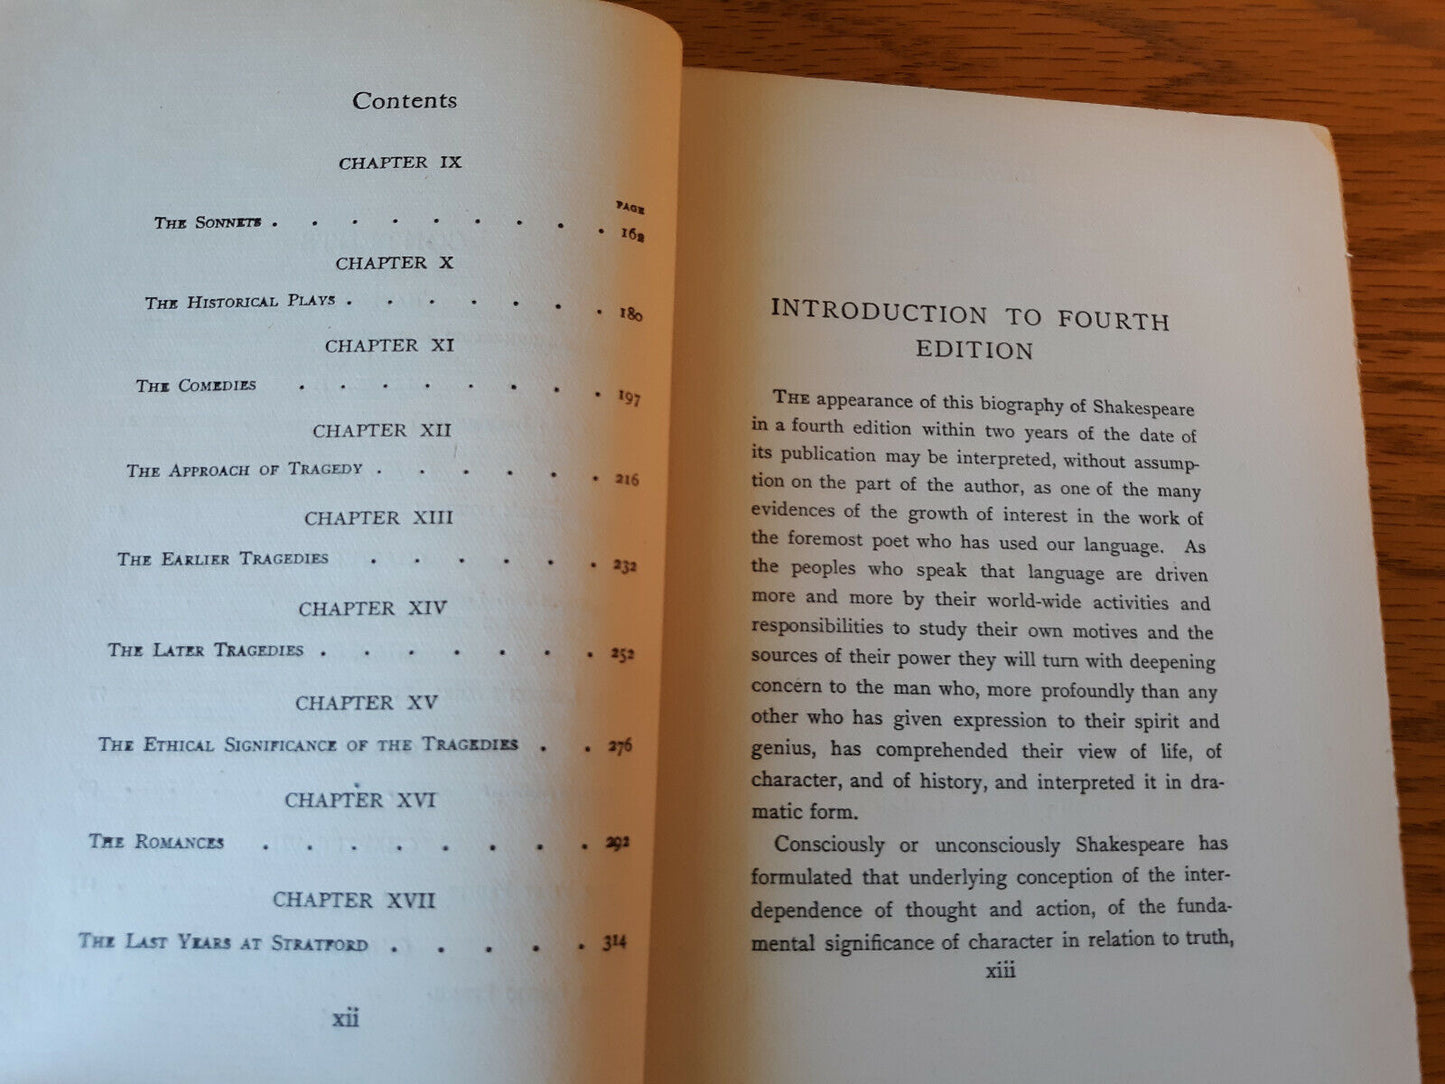 Contents
CHAPTER IX
PAGE
THE SONNETS . . . . . . . . . 162
CHAPTER X
THE HISTORICAL PLAYS . . . . . . . 180
CHAPTER XI
THE COMEDIES . . . . . . . . 197
CHAPTER XII
THE APPROACH OF TRAGEDY . . . . . . 216
CHAPTER XIII
THE EARLIER TRAGEDIES . . . . . . 232
CHAPTER XIV
THE LATER TRAGEDIES . . . . . . . 252
CHAPTER XV
THE ETHICAL SIGNIFICANCE OF THE TRAGEDIES . . 276
CHAPTER XVI
THE ROMANCES . . . . . . . . 292
CHAPTER XVII
THE LAST YEARS AT STRATFORD . . . . . 314
xii
INTRODUCTION TO FOURTH
EDITION
THE appearance of this biography of Shakespeare
in a fourth edition within two years of the date of
its publication may be interpreted, without assump-
tion on the part of the author, as one of the many
evidences of the growth of interest in the work of
the foremost poet who has used our language. As
the peoples who speak that language are driven
more and more by their world-wide activities and
responsibilities to study their own motives and the
sources of their power they will turn with deepening
concern to the man who, more profoundly than any
other who has given expression to their spirit and
genius, has comprehended their view of life, of
character, and of history, and interpreted it in dra-
matic form.
Consciously or unconsciously Shakespeare has
formulated that underlying conception of the inter-
dependence of thought and action, of the funda-
mental significance of character in relation to truth,
xiii